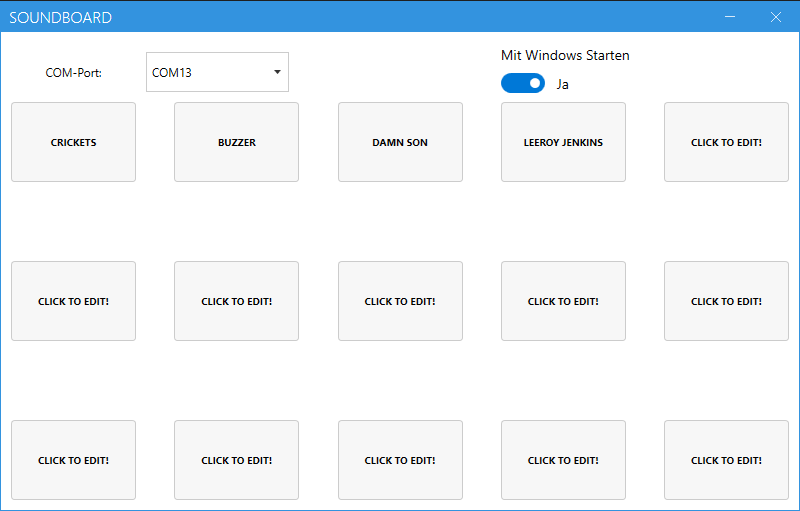 SOUNDBOARD
COM-Port:
COM13
Mit Windows Starten
Ja
CRICKETS
BUZZER
DAMN SON
LEEROY JENKINS
CLICK TO EDIT!
CLICK TO EDIT!
CLICK TO EDIT!
CLICK TO EDIT!
CLICK TO EDIT!
CLICK TO EDIT!
CLICK TO EDIT!
CLICK TO EDIT!
CLICK TO EDIT!
CLICK TO EDIT!
CLICK TO EDIT!